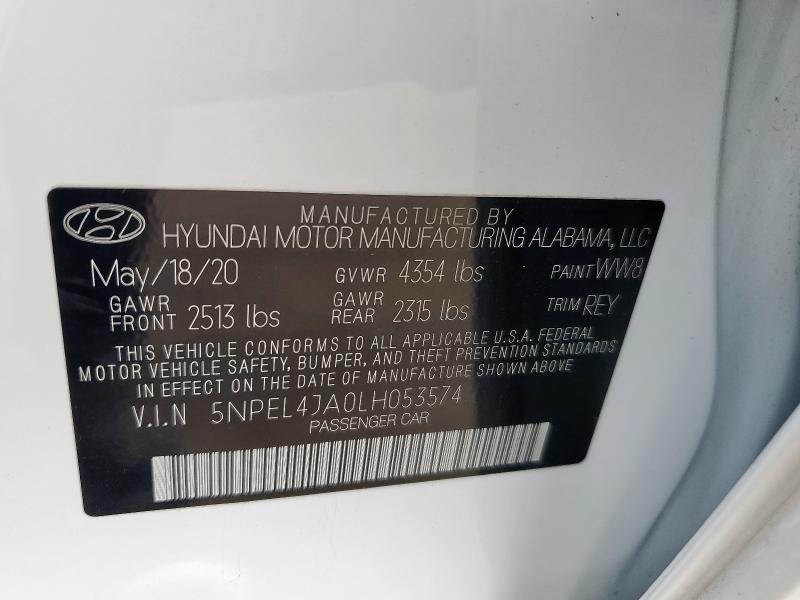 MANUFACTURED BY
HYUNDAI MOTOR MANUFACTURING ALABAMA, LLC
May/18/20 GVWR 4354 lbs PAINT WW8
GAWR FRONT 2513 lbs GAWR REAR 2315 lbs TRIM REY
THIS VEHICLE CONFORMS TO ALL APPLICABLE U.S.A. FEDERAL
MOTOR VEHICLE SAFETY, BUMPER, AND THEFT PREVENTION STANDARDS
IN EFFECT ON THE DATE OF MANUFACTURE SHOWN ABOVE.
V.I.N 5NPEL4JA0LH053574
PASSENGER CAR